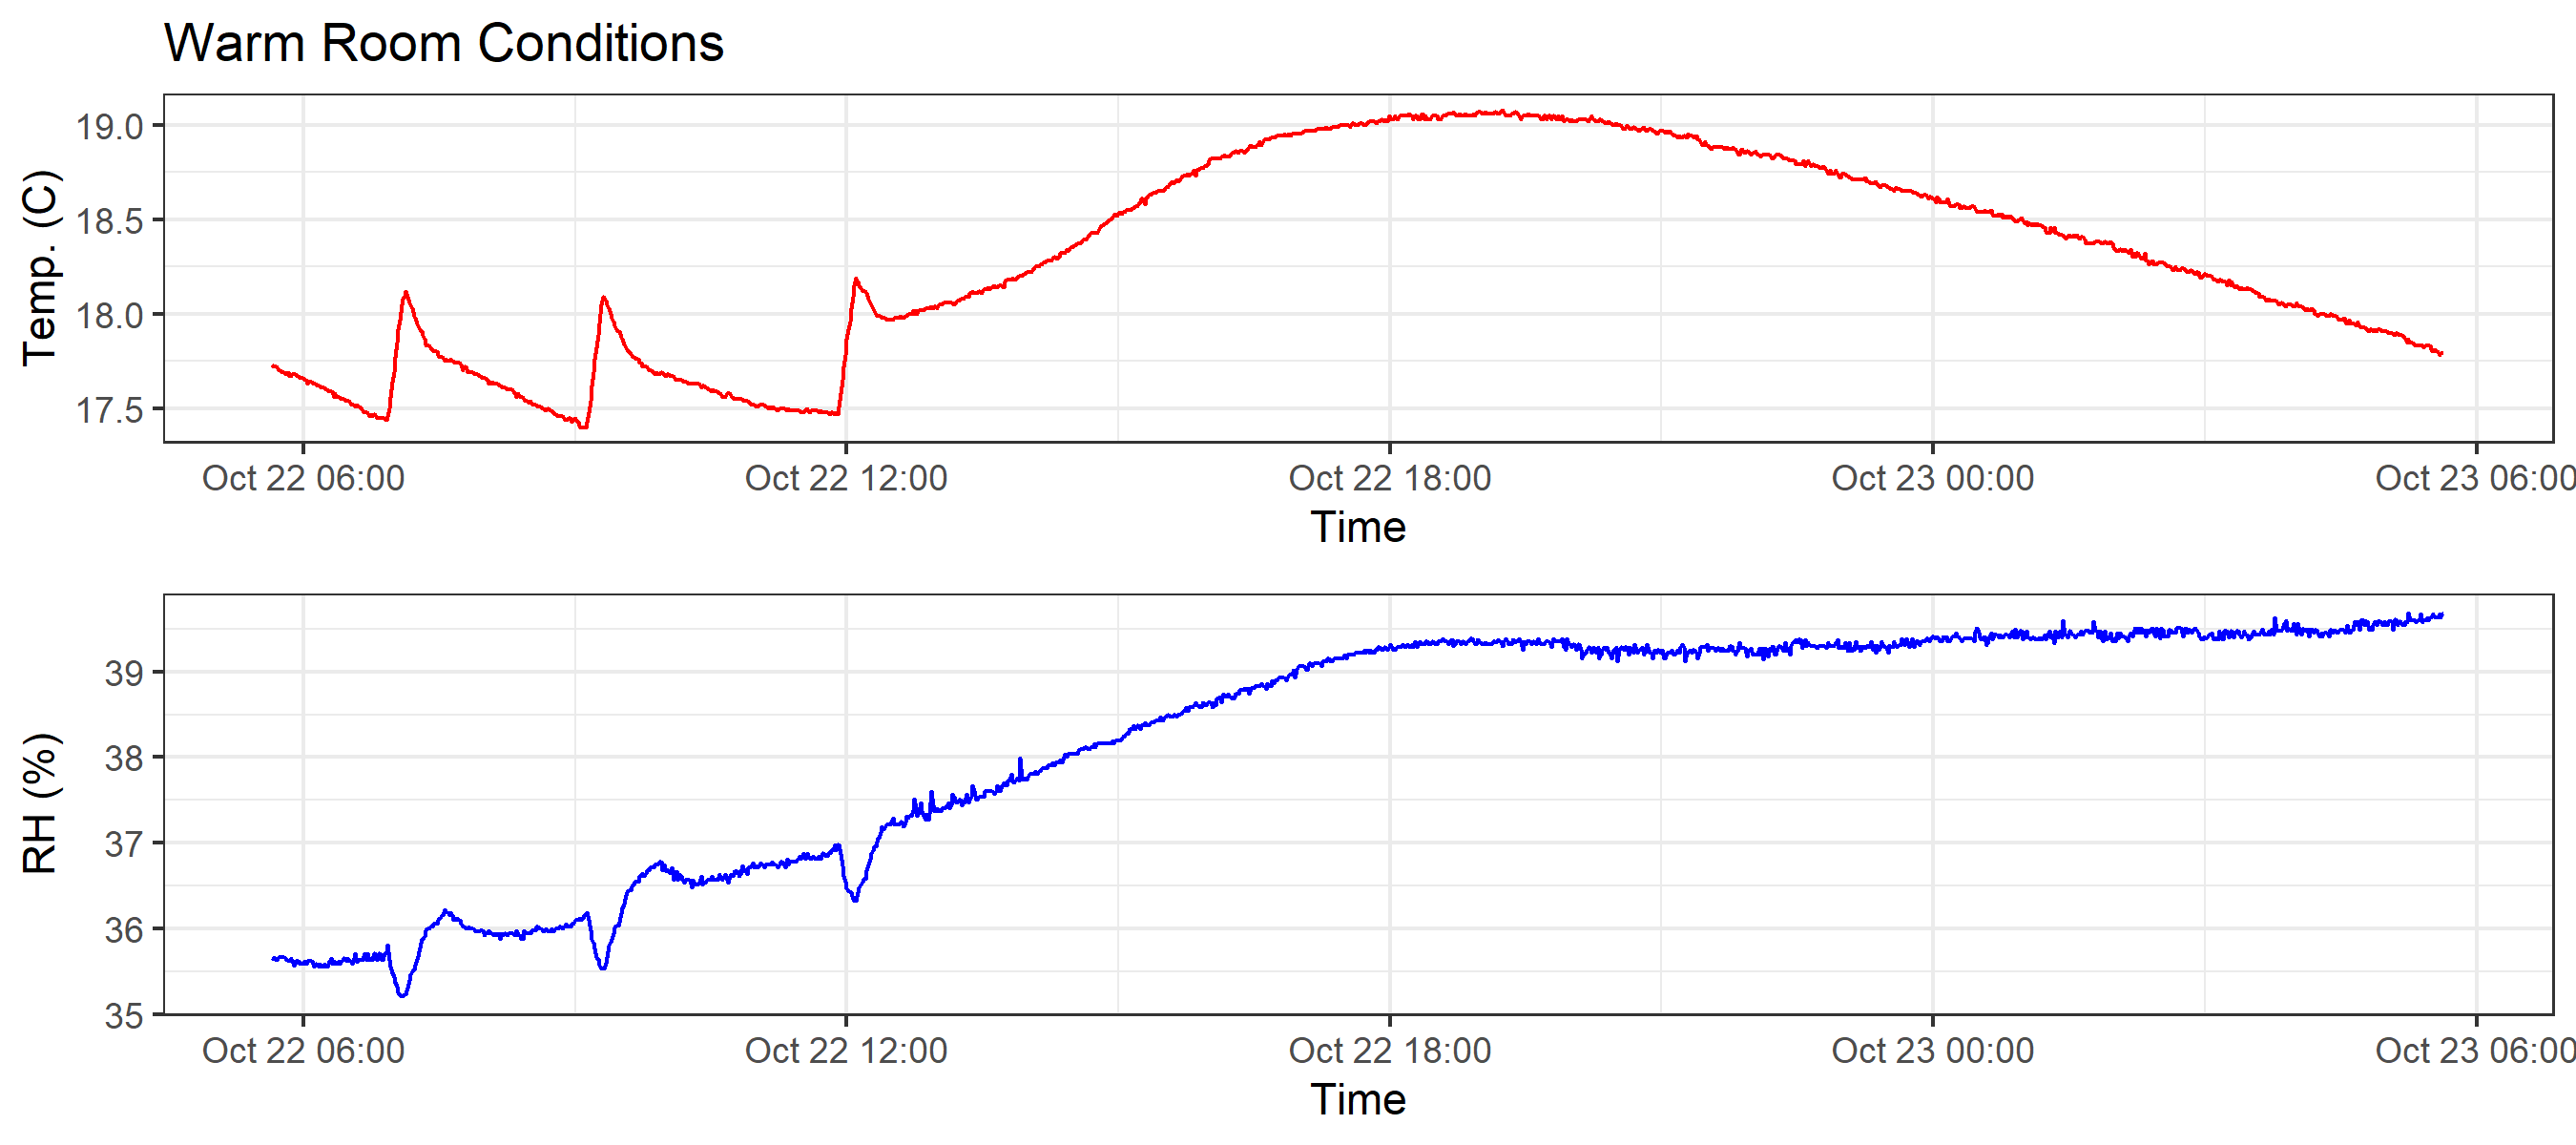 Warm Room Conditions
Temp. (C)
19.0
18.5
18.0
17.5
Oct 22 06:00 Oct 22 12:00 Oct 22 18:00 Oct 23 00:00 Oct 23 06:00
Time
RH (%)
39
38
37
36
35
Oct 22 06:00 Oct 22 12:00 Oct 22 18:00 Oct 23 00:00 Oct 23 06:00
Time